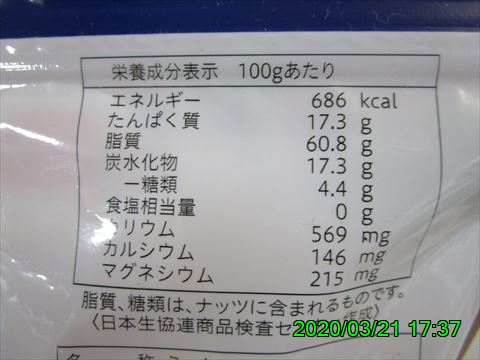 栄養成分表示 100gあたり
エネルギー 686 kcal
たんぱく質 17.3 g
脂質 60.8 g
炭水化物 17.3 g
ー糖類 4.4 g
食塩相当量 0 g
カリウム 569 mg
カルシウム 146 mg
マグネシウム 215 mg
脂質、糖類は、ナッツに含まれるものです。
〈日本生協連商品検査セ 作成〉
2020/03/21 17:37
名 称